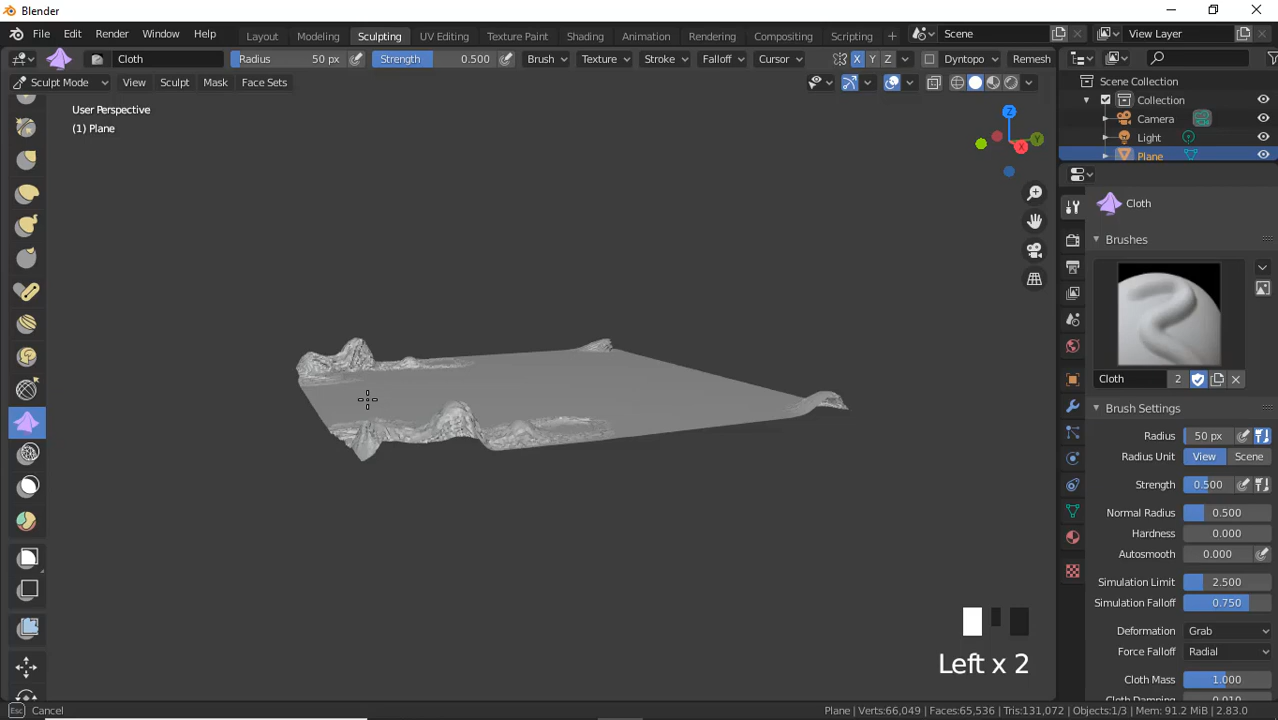 Blender
File Edit Render Window Help Layout Modeling Sculpting UV Editing Texture Paint Shading Animation Rendering Compositing Scripting + Scene View Layer
Cloth Radius 50 px Strength 0.500 Brush Texture Stroke Falloff Cursor X Y Z Dyntopo Remesh
Sculpt Mode View Sculpt Mask Face Sets
User Perspective
(1) Plane
Z
Y
X
Scene Collection
Collection
Camera
Light
Plane
Cloth
Brushes
Cloth 2
Brush Settings
Radius 50 px
Radius Unit View Scene
Strength 0.500
Normal Radius 0.500
Hardness 0.000
Autosmooth 0.000
Simulation Limit 2.500
Simulation Falloff 0.750
Deformation Grab
Force Falloff Radial
Cloth Mass 1.000
Cloth Damping 0.010
Left x 2
Esc Cancel
Plane | Verts:66,049 | Faces:65,536 | Tris:131,072 | Objects:1/3 | Mem: 91.2 MiB | 2.83.0